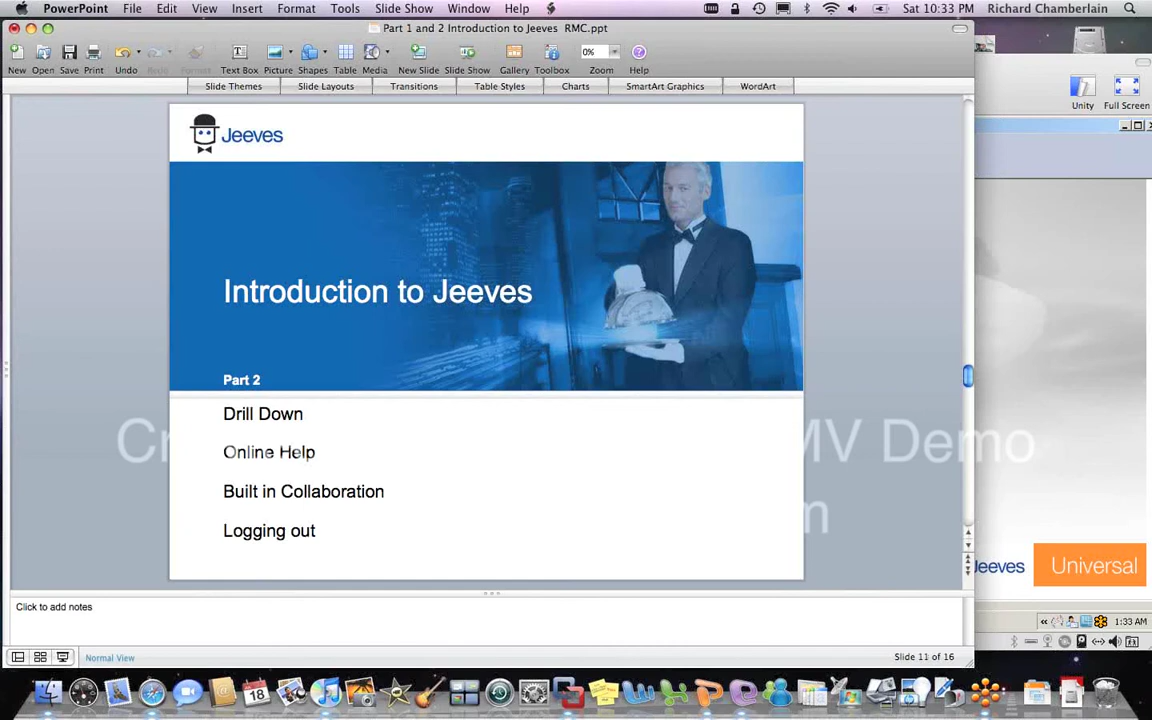 PowerPoint File Edit View Insert Format Tools Slide Show Window Help Sat 10:33 PM Richard Chamberlain
Part 1 and 2 Introduction to Jeeves RMC.ppt
New Open Save Print Undo Redo Format Text Box Picture Shapes Table Media New Slide Slide Show Gallery Toolbox Zoom Help
0%
Unity Full Screen
Slide Themes Slide Layouts Transitions Table Styles Charts SmartArt Graphics WordArt
Jeeves
Introduction to Jeeves
Part 2
Drill Down
Online Help
Built in Collaboration
Logging out
MV Demo
Jeeves Universal
Click to add notes
1:33 AM
Normal View
Slide 11 of 16
18